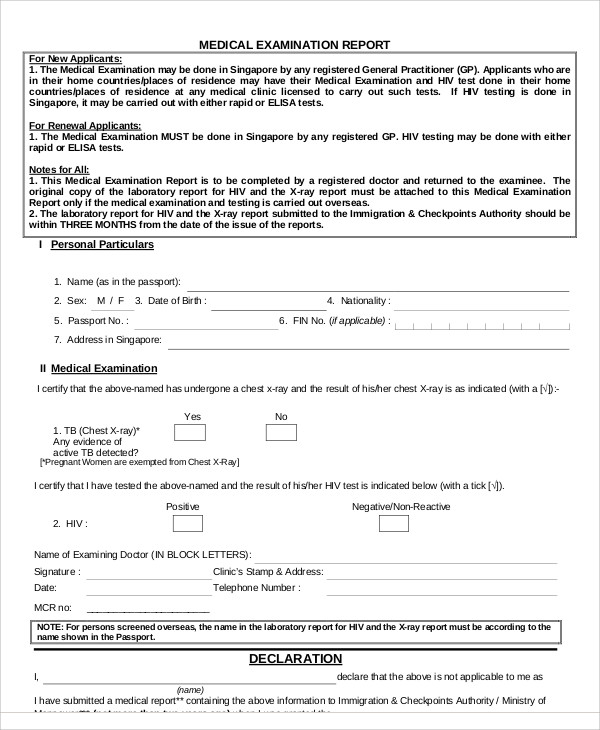 MEDICAL EXAMINATION REPORT
For New Applicants:
1. The Medical Examination may be done in Singapore by any registered General Practitioner (GP). Applicants who are
in their home countries/places of residence may have their Medical Examination and HIV test done in their home
countries/places of residence at any medical clinic licensed to carry out such tests. If HIV testing is done in
Singapore, it may be carried out with either rapid or ELISA tests.
For Renewal Applicants:
1. The Medical Examination MUST be done in Singapore by any registered GP. HIV testing may be done with either
rapid or ELISA tests.
Notes for All:
1. This Medical Examination Report is to be completed by a registered doctor and returned to the examinee. The
original copy of the laboratory report for HIV and the X-ray report must be attached to this Medical Examination
Report only if the medical examination and testing is carried out overseas.
2. The laboratory report for HIV and the X-ray report submitted to the Immigration & Checkpoints Authority should be
within THREE MONTHS from the date of the issue of the reports.
I Personal Particulars
1. Name (as in the passport):
2. Sex: M / F 3. Date of Birth : 4. Nationality :
5. Passport No. : 6. FIN No. (if applicable) :
7. Address in Singapore:
II Medical Examination
I certify that the above-named has undergone a chest x-ray and the result of his/her chest X-ray is as indicated (with a [√]):-
Yes No
1. TB (Chest X-ray)*
Any evidence of
active TB detected?
[*Pregnant Women are exempted from Chest X-Ray]
I certify that I have tested the above-named and the result of his/her HIV test is indicated below (with a tick [√]).
Positive Negative/Non-Reactive
2. HIV :
Name of Examining Doctor (IN BLOCK LETTERS):
Signature : Clinic's Stamp & Address:
Date: Telephone Number :
MCR no:
NOTE: For persons screened overseas, the name in the laboratory report for HIV and the X-ray report must be according to the
name shown in the Passport.
DECLARATION
I, declare that the above is not applicable to me as
(name)
I have submitted a medical report** containing the above information to Immigration & Checkpoints Authority / Ministry of